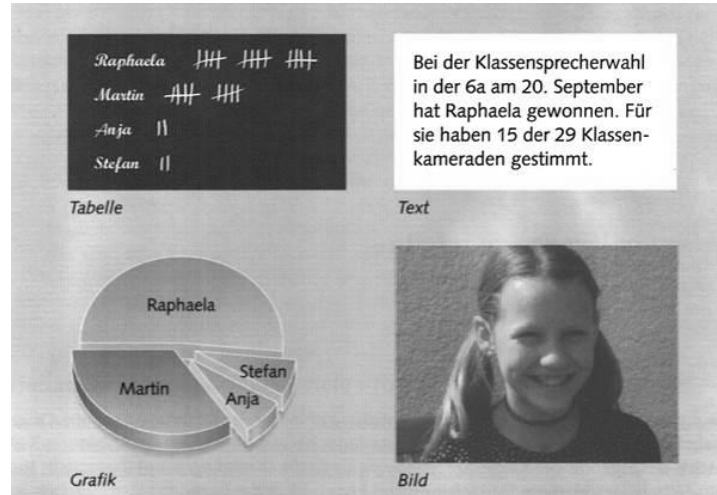 Raphaela
Martin
Anja
Stefan
Tabelle
Bei der Klassensprecherwahl
in der 6a am 20. September
hat Raphaela gewonnen. Für
sie haben 15 der 29 Klassen-
kameraden gestimmt.
Text
Raphaela
Stefan
Anja
Martin
Grafik
Bild